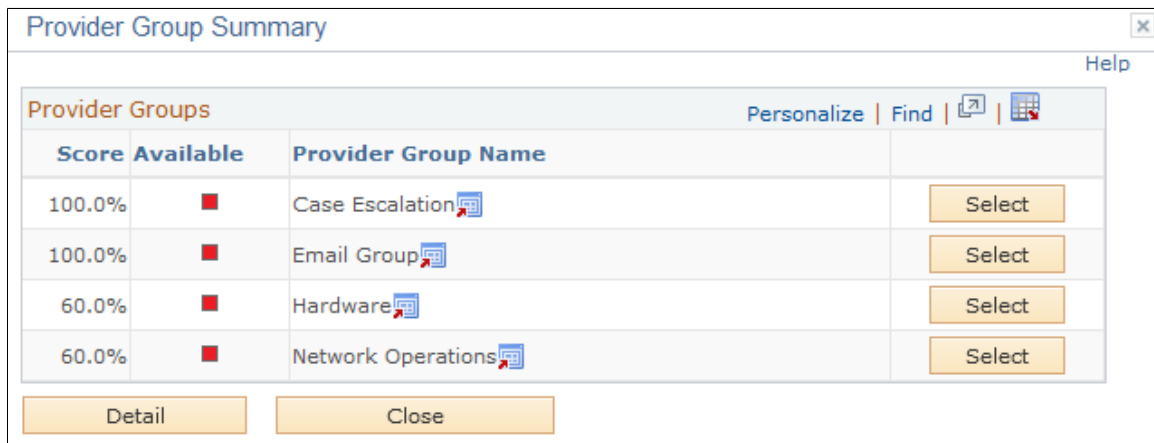 Provider Group Summary
Help
Provider Groups Personalize | Find | |
Score Available Provider Group Name
100.0% Case Escalation Select
100.0% Email Group Select
60.0% Hardware Select
60.0% Network Operations Select
Detail Close